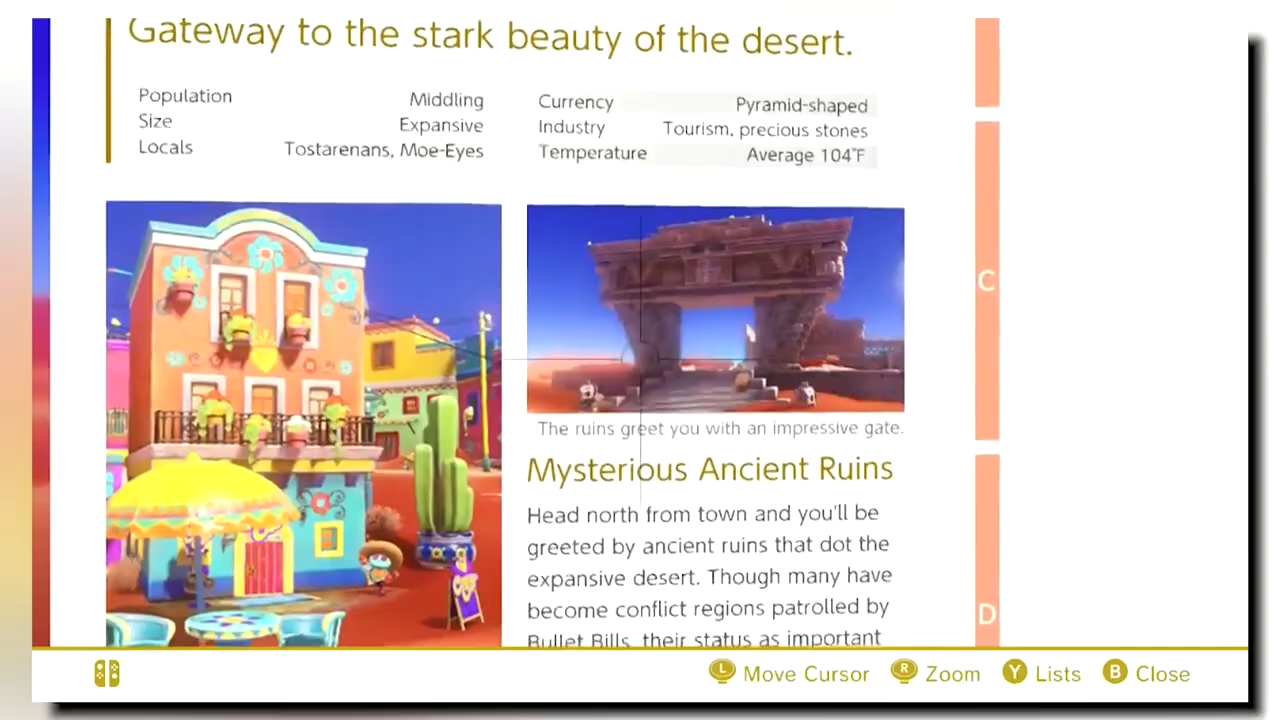 Gateway to the stark beauty of the desert.
Population Middling
Size Expansive
Locals Tostarenans, Moe-Eyes
Currency Pyramid-shaped
Industry Tourism, precious stones
Temperature Average 104°F
The ruins greet you with an impressive gate.
Mysterious Ancient Ruins
Head north from town and you'll be
greeted by ancient ruins that dot the
expansive desert. Though many have
become conflict regions patrolled by
Bullet Bills, their status as important
C
D
L Move Cursor R Zoom Y Lists B Close